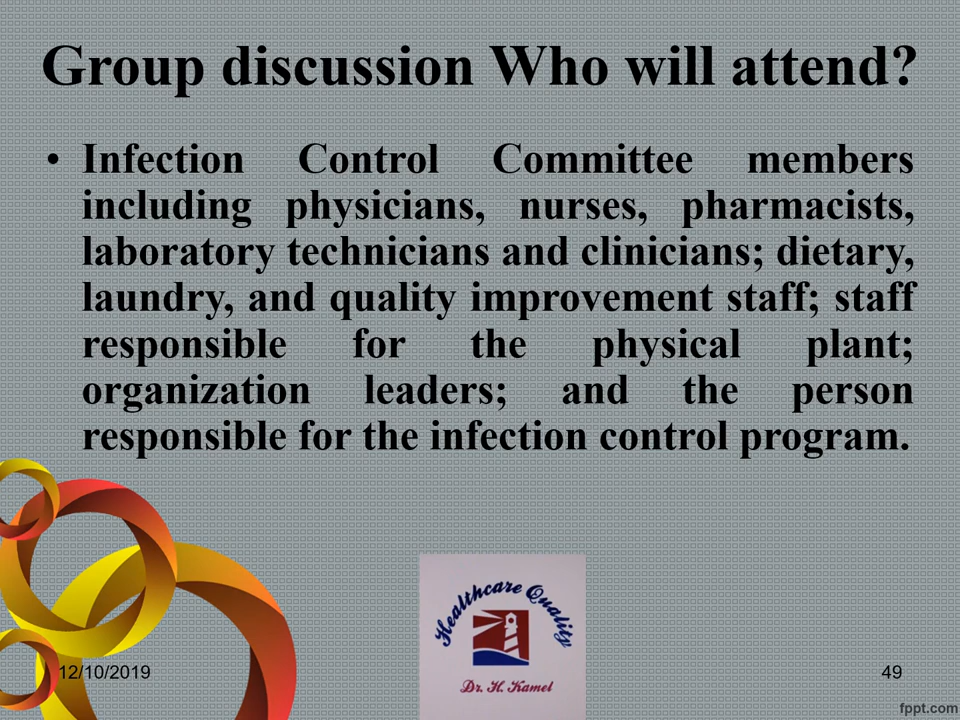 Group discussion Who will attend?
• Infection Control Committee members
including physicians, nurses, pharmacists,
laboratory technicians and clinicians; dietary,
laundry, and quality improvement staff; staff
responsible for the physical plant;
organization leaders; and the person
responsible for the infection control program.
Healthcare Quality
Dr. H. Kamel
12/10/2019
49
fppt.com